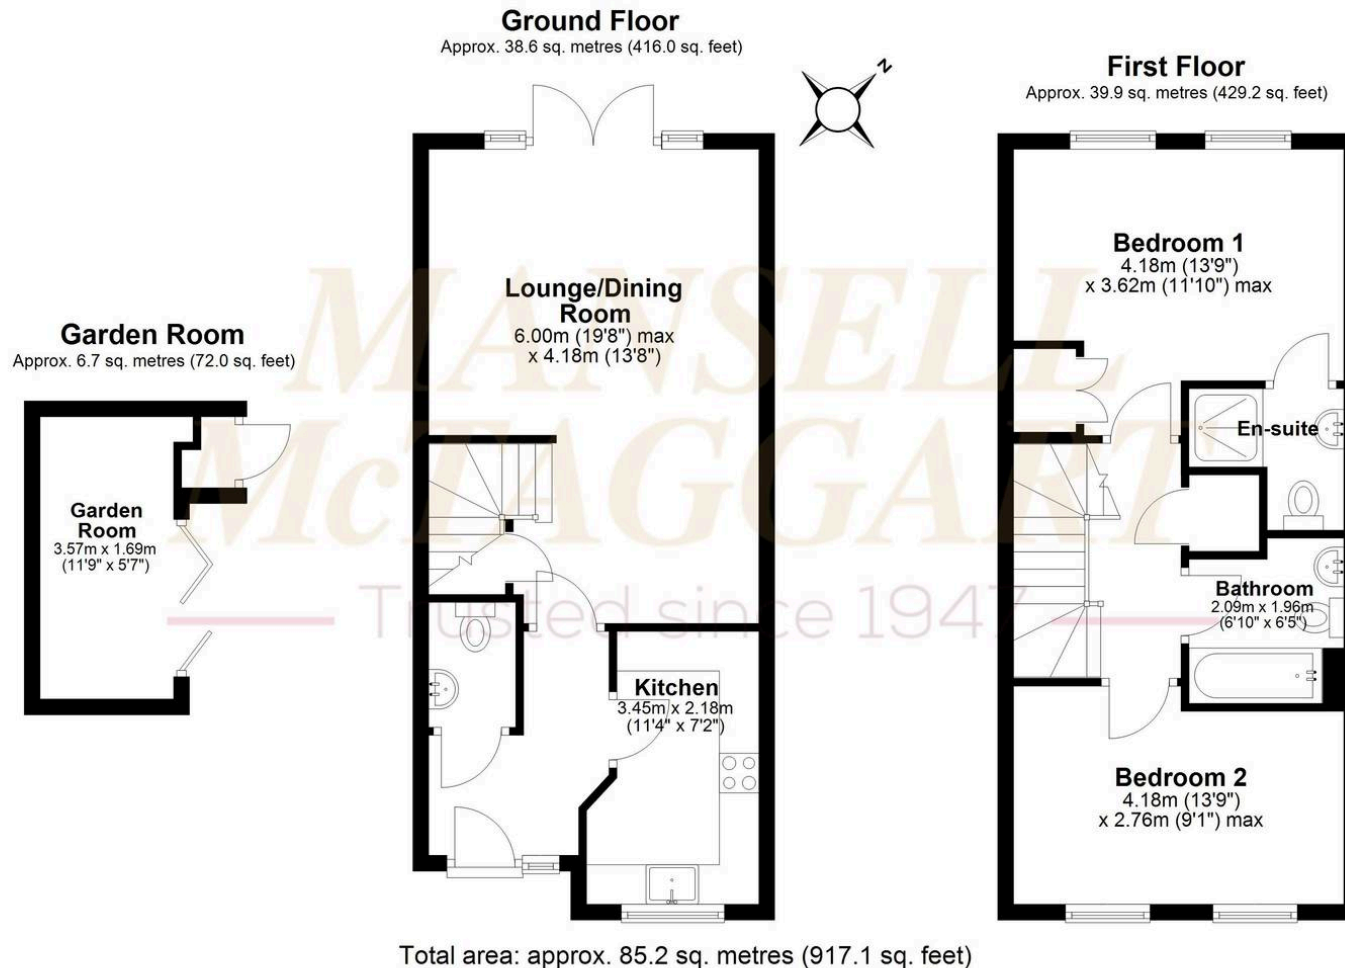 Ground Floor
Approx. 38.6 sq. metres (416.0 sq. feet)
N
First Floor
Approx. 39.9 sq. metres (429.2 sq. feet)
Bedroom 1
4.18m (13'9")
x 3.62m (11'10") max
Lounge/Dining
Room
6.00m (19'8") max
x 4.18m (13'8")
Garden Room
Approx. 6.7 sq. metres (72.0 sq. feet)
MANSELL
McTAGGART
Trusted since 1947
En-suite
Garden
Room
3.57m x 1.69m
(11'9" x 5'7")
Bathroom
2.09m x 1.96m
(6'10" x 6'5")
Kitchen
3.45m x 2.18m
(11'4" x 7'2")
Bedroom 2
4.18m (13'9")
x 2.76m (9'1") max
Total area: approx. 85.2 sq. metres (917.1 sq. feet)